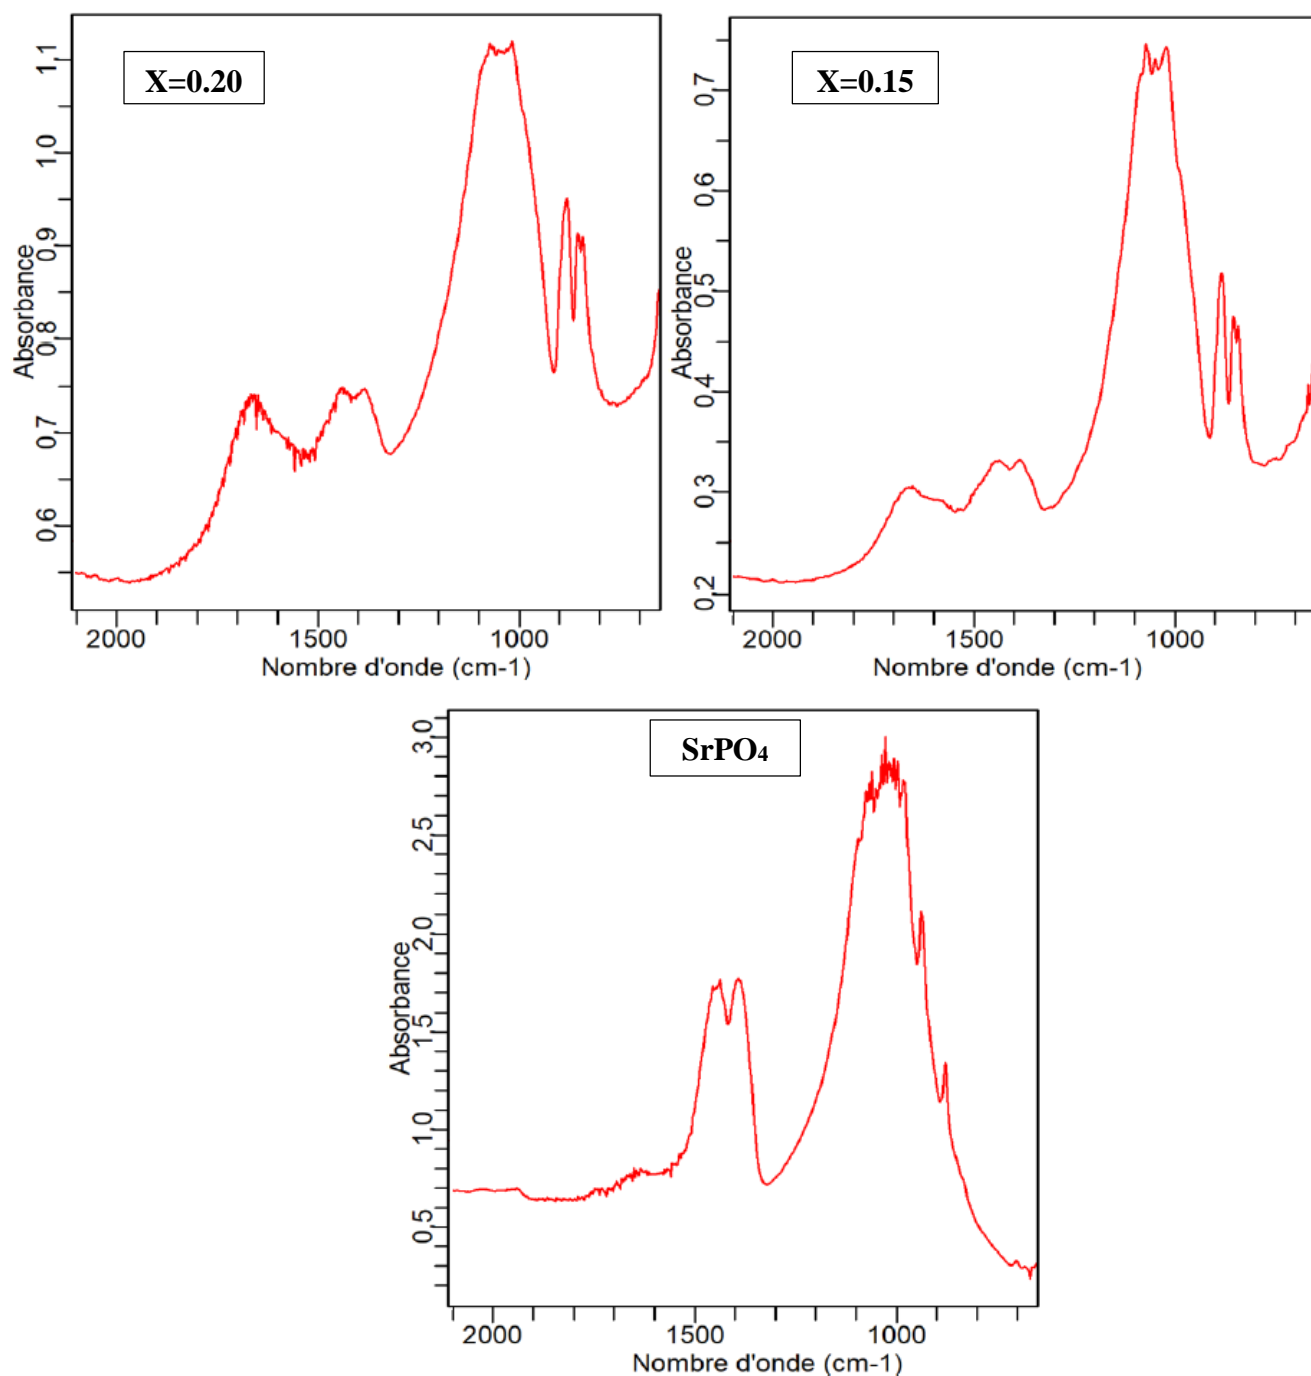 X=0.20
1,1
1,0
0,9
0,8
0,7
0,6
Absorbance
2000 1500 1000
Nombre d'onde (cm-1)
X=0.15
0,7
0,6
0,5
0,4
0,3
0,2
Absorbance
2000 1500 1000
Nombre d'onde (cm-1)
SrPO₄
3,0
2,5
2,0
1,5
1,0
0,5
Absorbance
2000 1500 1000
Nombre d'onde (cm-1)